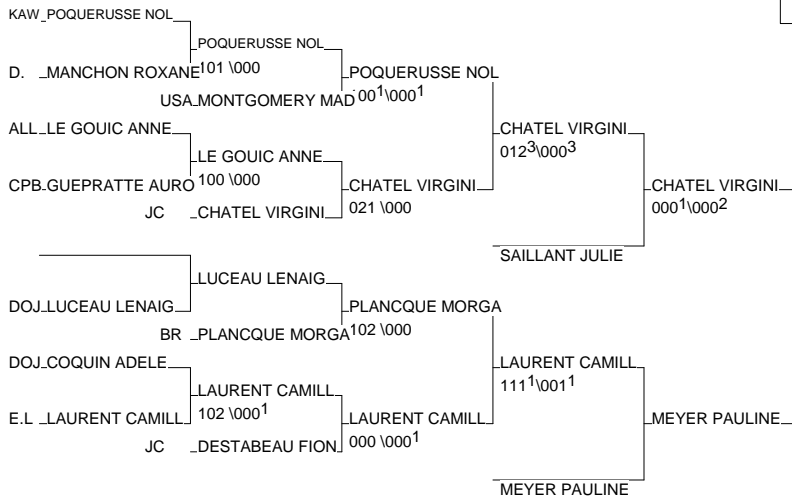 KAW POQUERUSSE NOL
POQUERUSSE NOL
D. MANCHON ROXANE 101 \000 POQUERUSSE NOL
USA MONTGOMERY MAD 001\0001
ALL LE GOUIC ANNE CHATEL VIRGINI
LE GOUIC ANNE 0123\0003
CPB GUEPRATTE AURO 100 \000 CHATEL VIRGINI CHATEL VIRGINI
JC CHATEL VIRGINI 021 \000 0001\0002
SAILLANT JULIE
LUCEAU LENAIG
DOJ LUCEAU LENAIG PLANCQUE MORGA
BR PLANCQUE MORGA 102 \000
DOJ COQUIN ADELE LAURENT CAMILL
LAURENT CAMILL 1111\0011
E.L LAURENT CAMILL 102 \0001 LAURENT CAMILL MEYER PAULINE
JC DESTABEAU FION 000 \0001
MEYER PAULINE